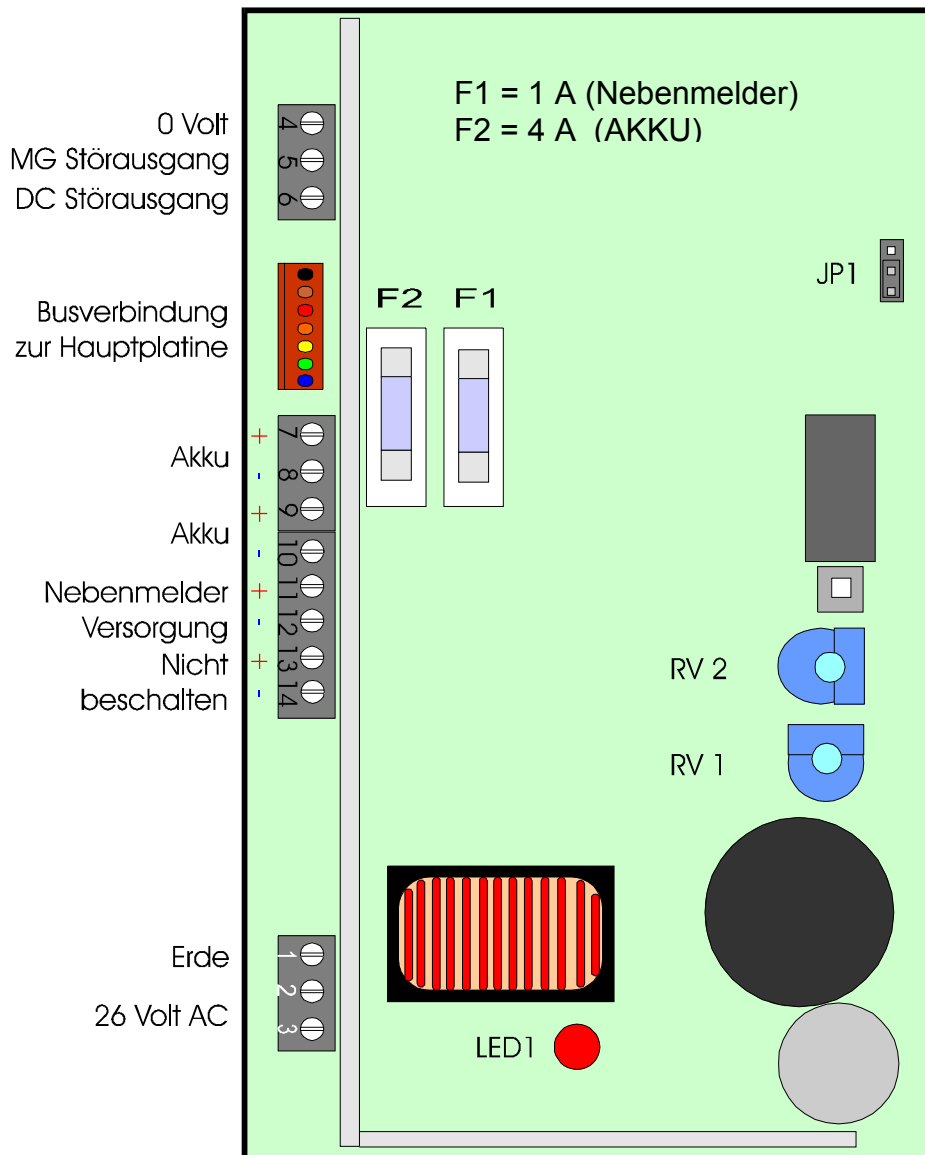 F1 = 1 A (Nebenmelder)
F2 = 4 A (AKKU)
0 Volt
MG Störausgang
DC Störausgang
4
5
6
JP1
F2 F1
Busverbindung
zur Hauptplatine
Akku
+
-
7
8
Akku
+
-
9
10
Nebenmelder
Versorgung
+
-
11
12
Nicht
beschalten
+
-
13
14
RV 2
RV 1
Erde
26 Volt AC
1
2
3
LED1